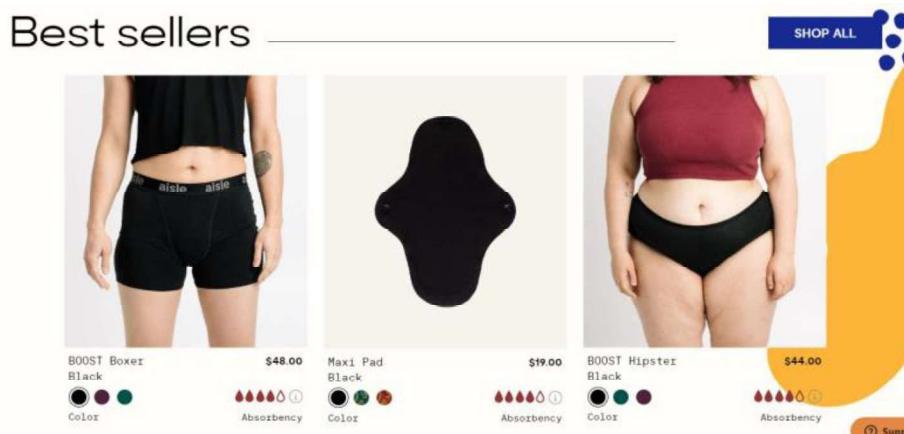 Best sellers
SHOP ALL
aisle aisle
BOOST Boxer $48.00
Black
Color Absorbency
Maxi Pad $19.00
Black
Color Absorbency
BOOST Hipster $44.00
Black
Color Absorbency